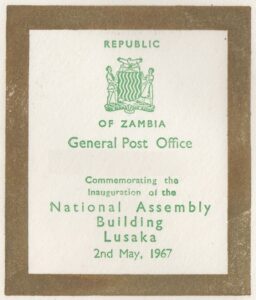 REPUBLIC
OF ZAMBIA
General Post Office
Commemorating the
Inauguration of the
National Assembly
Building
Lusaka
2nd May, 1967